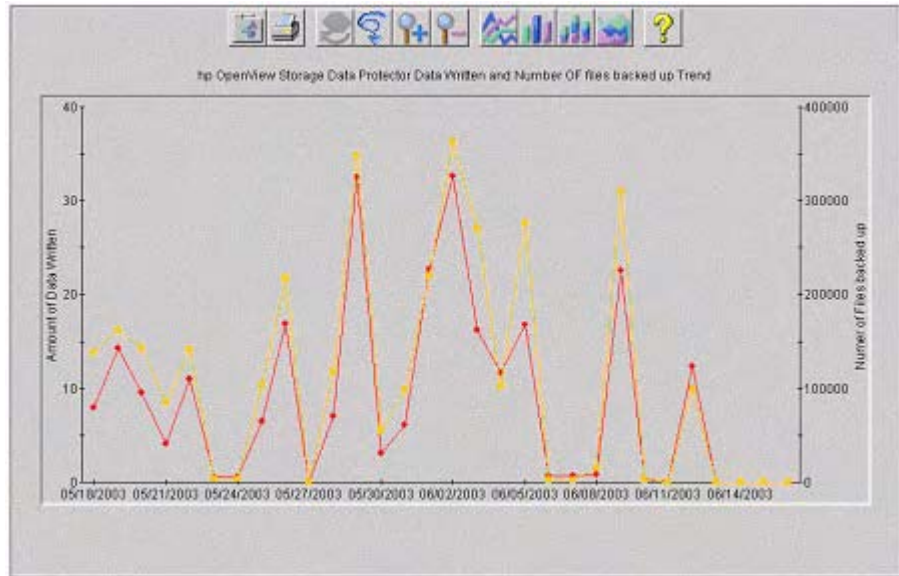 ?
hp OpenView Storage Data Protector Data Written and Number OF files backed up Trend
40
30
20
10
0
Amount of Data Written
400000
300000
200000
100000
0
Numer of Files backed up
05/18/2003 05/21/2003 05/24/2003 05/27/2003 05/30/2003 06/02/2003 06/05/2003 06/08/2003 06/11/2003 06/14/2003